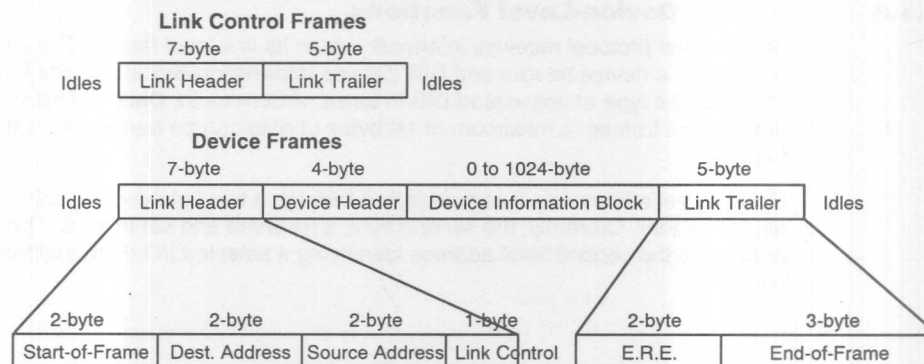 Link Control Frames
7-byte 5-byte
Idles Link Header Link Trailer Idles
Device Frames
7-byte 4-byte 0 to 1024-byte 5-byte
Idles Link Header Device Header Device Information Block Link Trailer Idles
2-byte 2-byte 2-byte 1-byte 2-byte 3-byte
Start-of-Frame Dest. Address Source Address Link Control E.R.E. End-of-Frame